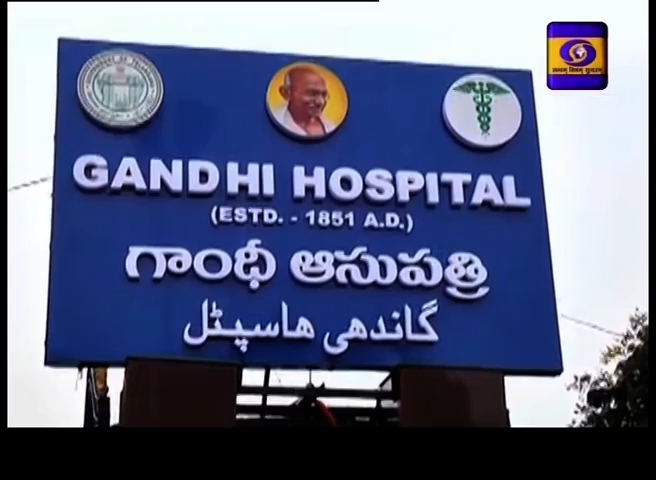 GANDHI HOSPITAL
(ESTD. - 1851 A.D.)
గాంధీ ఆసుపత్రి
گاندھی ہاسپٹل